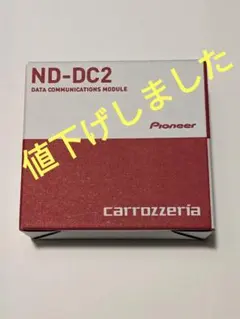 ND-DC2
DATA COMMUNICATIONS MODULE
Pioneer
値下げしました
carrozzeria